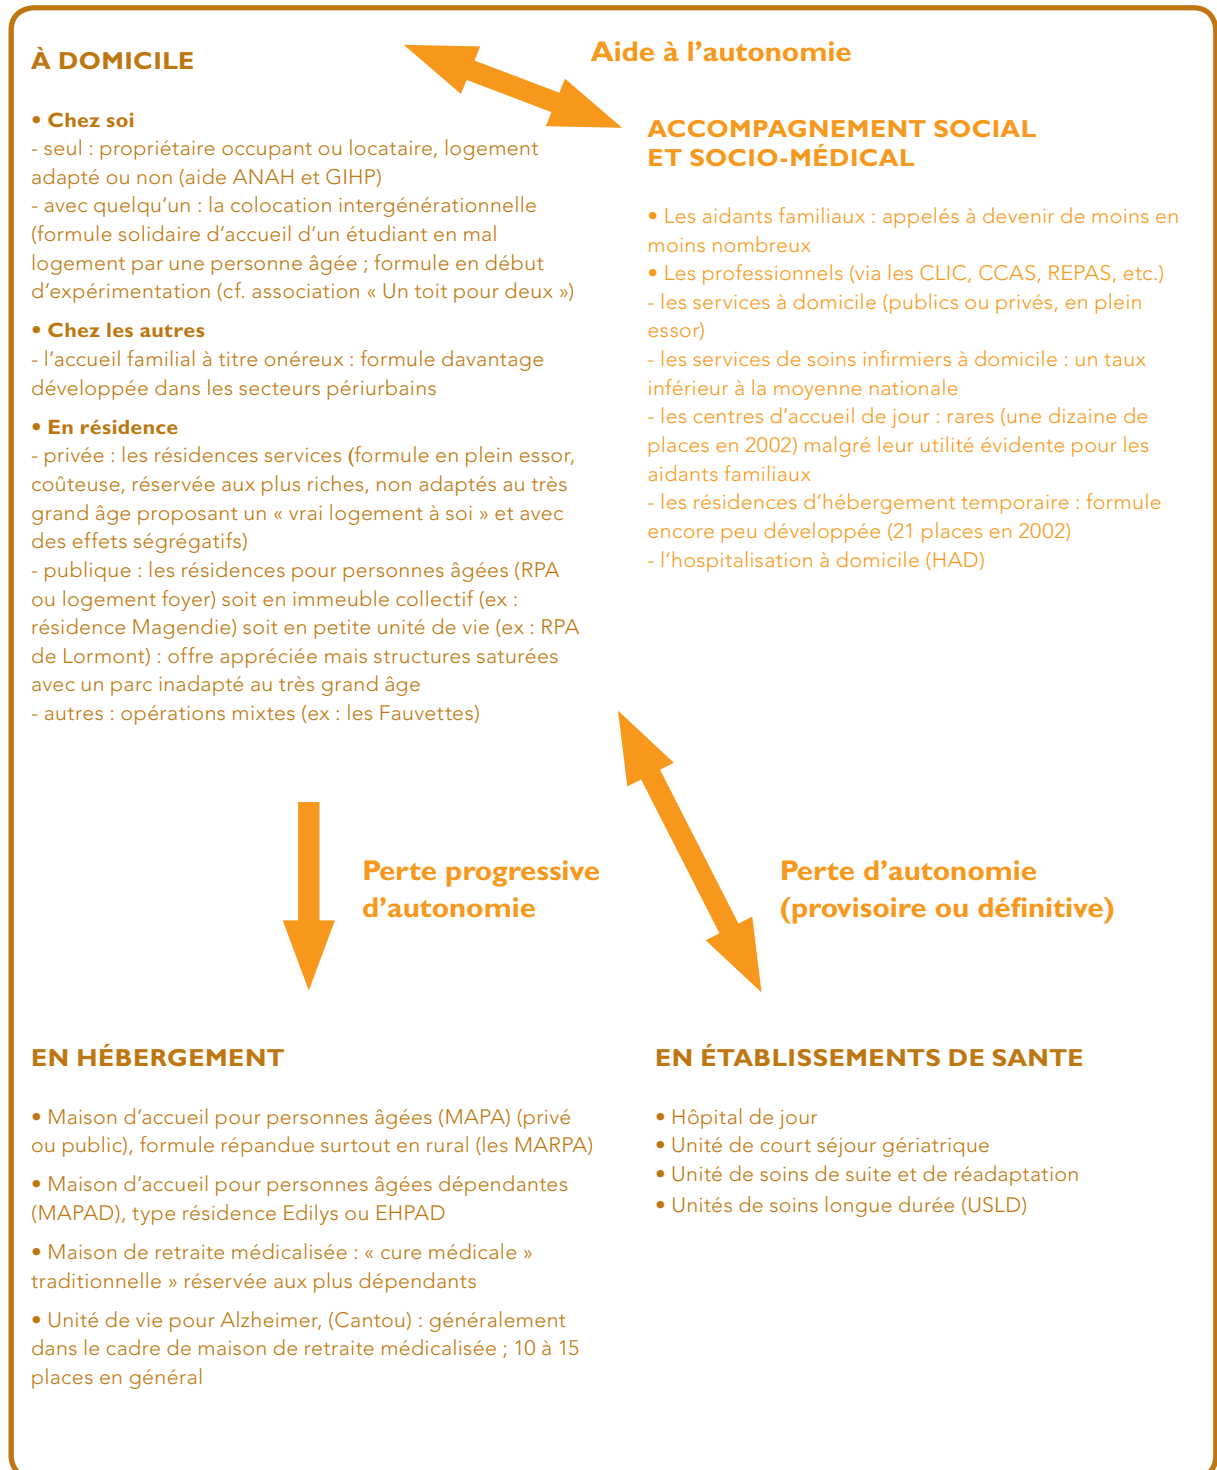 À DOMICILE
• Chez soi
- seul : propriétaire occupant ou locataire, logement
adapté ou non (aide ANAH et GIHP)
- avec quelqu'un : la colocation intergénérationnelle
(formule solidaire d'accueil d'un étudiant en mal
logement par une personne âgée ; formule en début
d'expérimentation (cf. association « Un toit pour deux »)
• Chez les autres
- l'accueil familial à titre onéreux : formule davantage
développée dans les secteurs périurbains
• En résidence
- privée : les résidences services (formule en plein essor,
coûteuse, réservée aux plus riches, non adaptés au très
grand âge proposant un « vrai logement à soi » et avec
des effets ségrégatifs)
- publique : les résidences pour personnes âgées (RPA
ou logement foyer) soit en immeuble collectif (ex :
résidence Magendie) soit en petite unité de vie (ex : RPA
de Lormont) : offre appréciée mais structures saturées
avec un parc inadapté au très grand âge
- autres : opérations mixtes (ex : les Fauvettes)
Aide à l'autonomie
ACCOMPAGNEMENT SOCIAL
ET SOCIO-MÉDICAL
• Les aidants familiaux : appelés à devenir de moins en
moins nombreux
• Les professionnels (via les CLIC, CCAS, REPAS, etc.)
- les services à domicile (publics ou privés, en plein
essor)
- les services de soins infirmiers à domicile : un taux
inférieur à la moyenne nationale
- les centres d'accueil de jour : rares (une dizaine de
places en 2002) malgré leur utilité évidente pour les
aidants familiaux
- les résidences d'hébergement temporaire : formule
encore peu développée (21 places en 2002)
- l'hospitalisation à domicile (HAD)
Perte progressive
d'autonomie
Perte d'autonomie
(provisoire ou définitive)
EN HÉBERGEMENT
• Maison d'accueil pour personnes âgées (MAPA) (privé
ou public), formule répandue surtout en rural (les MARPA)
• Maison d'accueil pour personnes âgées dépendantes
(MAPAD), type résidence Edilys ou EHPAD
• Maison de retraite médicalisée : « cure médicale »
traditionnelle » réservée aux plus dépendants
• Unité de vie pour Alzheimer, (Cantou) : généralement
dans le cadre de maison de retraite médicalisée ; 10 à 15
places en général
EN ÉTABLISSEMENTS DE SANTE
• Hôpital de jour
• Unité de court séjour gériatrique
• Unité de soins de suite et de réadaptation
• Unités de soins longue durée (USLD)